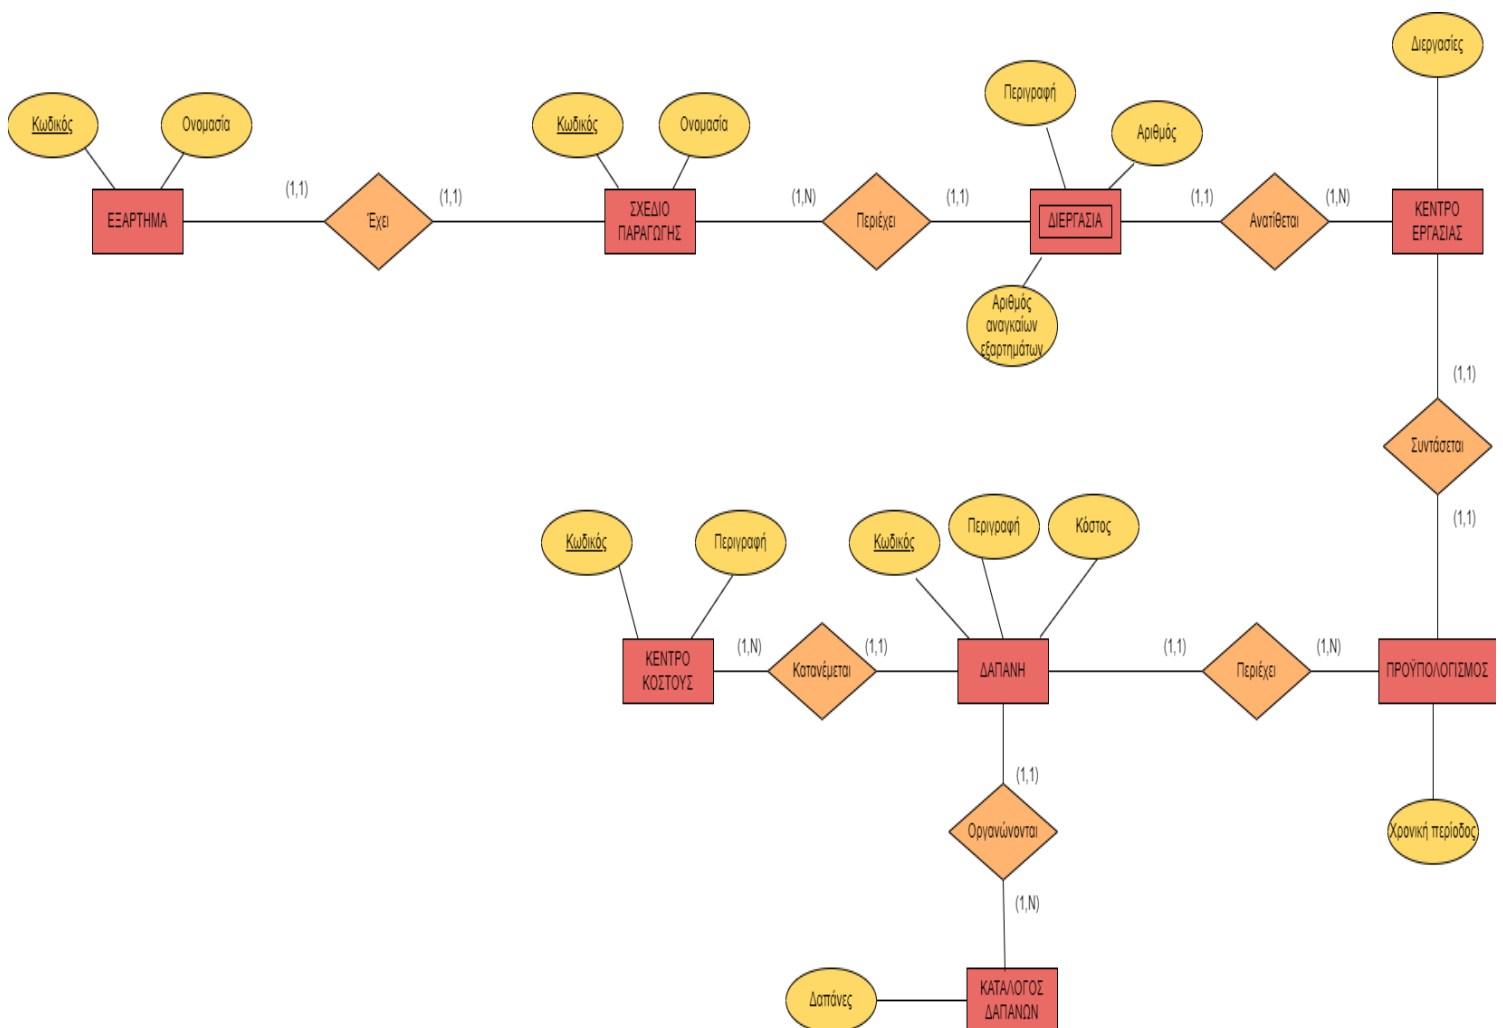 Διεργασίες
Περιγραφή
Κωδικός
Ονομασία
Κωδικός
Ονομασία
Αριθμός
(1,1)
(1,1)
(1,N)
(1,1)
(1,1)
(1,N)
ΕΞΑΡΤΗΜΑ
Έχει
ΣΧΕΔΙΟ
ΠΑΡΑΓΩΓΗΣ
Περιέχει
ΔΙΕΡΓΑΣΙΑ
Ανατίθεται
ΚΕΝΤΡΟ
ΕΡΓΑΣΙΑΣ
Αριθμός
αναγκαίων
εξαρτημάτων
(1,1)
Συντάσεται
(1,1)
Κωδικός
Περιγραφή
Κωδικός
Περιγραφή
Κόστος
(1,N)
(1,1)
(1,1)
(1,N)
ΚΕΝΤΡΟ
ΚΟΣΤΟΥΣ
Κατανέμεται
ΔΑΠΑΝΗ
Περιέχει
ΠΡΟΫΠΟΛΟΓΙΣΜΟΣ
(1,1)
Οργανώνονται
Χρονική περίοδος
(1,N)
Δαπάνες
ΚΑΤΑΛΟΓΟΣ
ΔΑΠΑΝΩΝ